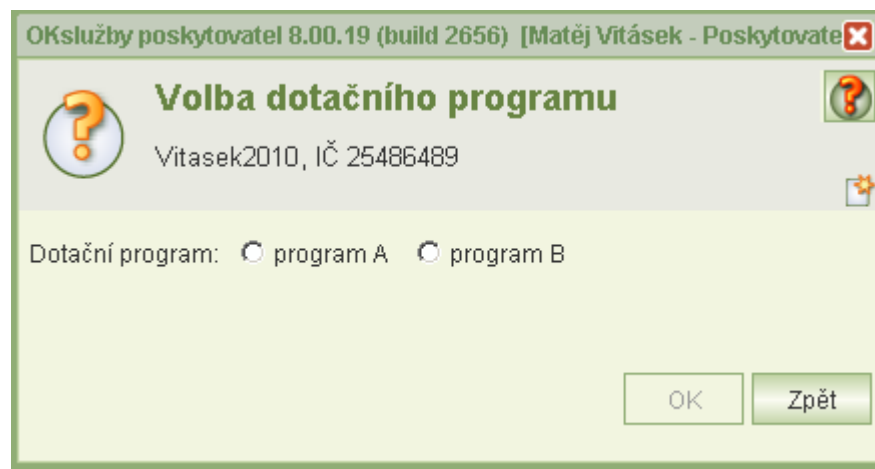 OKslužby poskytovatel 8.00.19 (build 2656) [Matěj Vitásek - Poskytovate
Volba dotačního programu
Vitasek2010, IČ 25486489
Dotační program: program A program B
OK Zpět